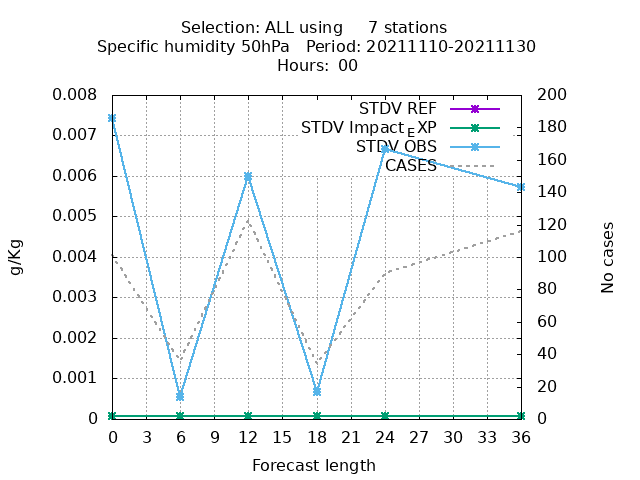 Selection: ALL using     7 stations
Specific humidity 50hPa   Period: 20211110-20211130
Hours:  00
STDV REF
STDV Impact_EXP
STDV OBS
CASES
0.008
0.007
0.006
0.005
0.004
0.003
0.002
0.001
0
g/Kg
200
180
160
140
120
100
80
60
40
20
0
No cases
0 3 6 9 12 15 18 21 24 27 30 33 36
Forecast length